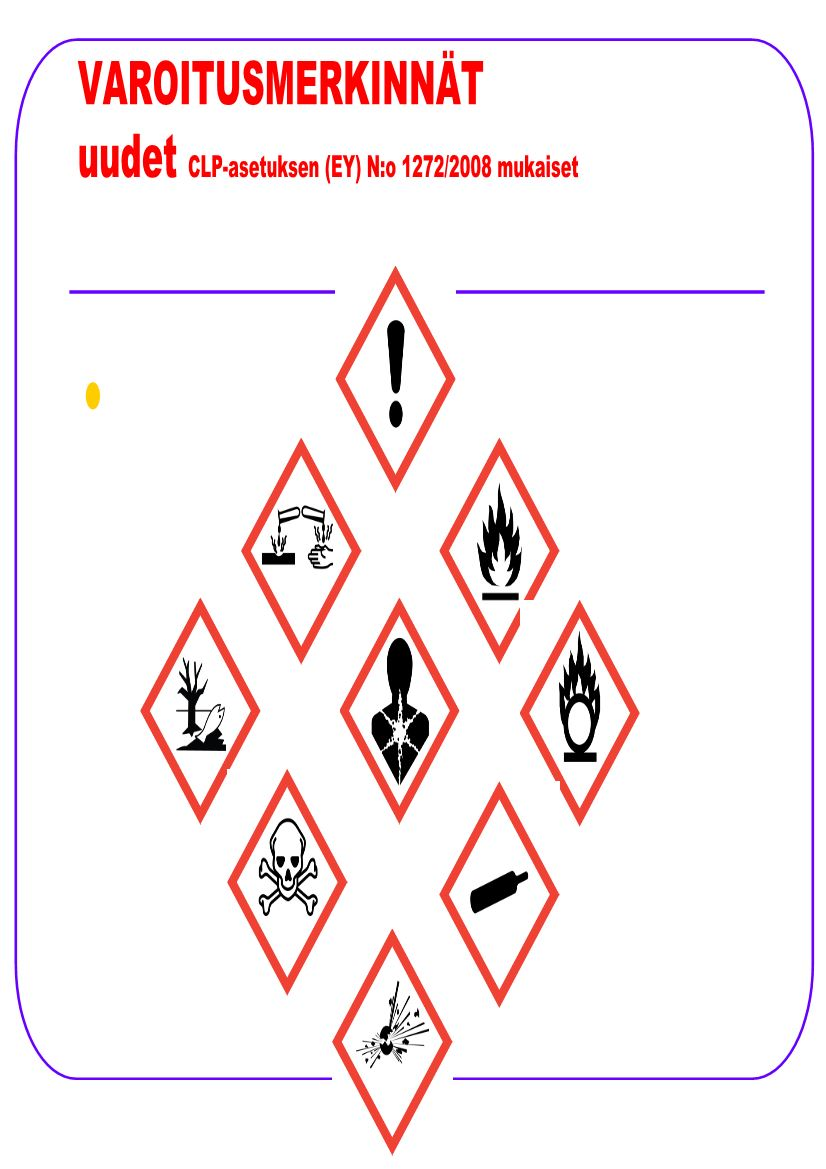 VAROITUSMERKINNÄT
uudet CLP-asetuksen (EY) N:o 1272/2008 mukaiset